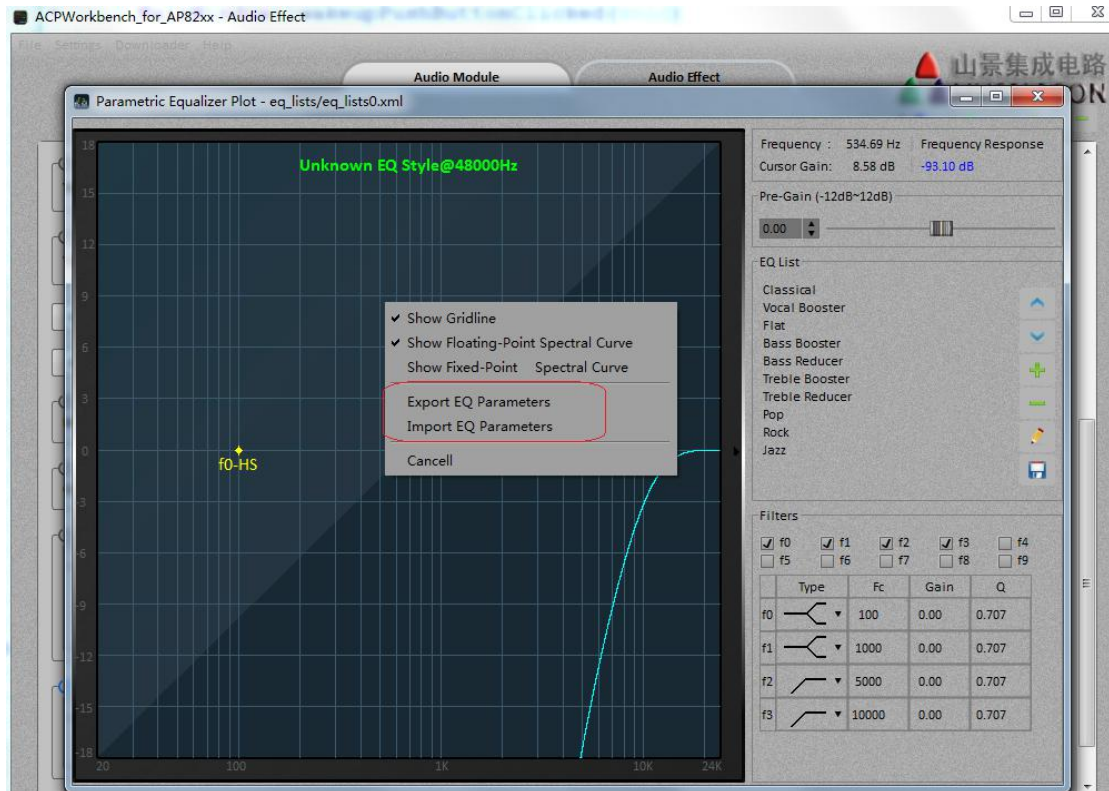 ACPWorkbench_for_AP82xx - Audio Effect
File Settings Downloader Help
Audio Module
Audio Effect
山景集成电路
Parametric Equalizer Plot - eq_lists/eq_lists0.xml
Unknown EQ Style@48000Hz
18
15
12
9
6
3
0
-3
-6
-9
-12
-15
-18
20 100 1K 10K 24K
f0-HS
Show Gridline
Show Floating-Point Spectral Curve
Show Fixed-Point Spectral Curve
Export EQ Parameters
Import EQ Parameters
Cancell
Frequency : 534.69 Hz Frequency Response
Cursor Gain: 8.58 dB -93.10 dB
Pre-Gain (-12dB~12dB)
0.00
EQ List
Classical
Vocal Booster
Flat
Bass Booster
Bass Reducer
Treble Booster
Treble Reducer
Pop
Rock
Jazz
Filters
f0 f1 f2 f3 f4
f5 f6 f7 f8 f9
Type Fc Gain Q
f0 100 0.00 0.707
f1 1000 0.00 0.707
f2 5000 0.00 0.707
f3 10000 0.00 0.707